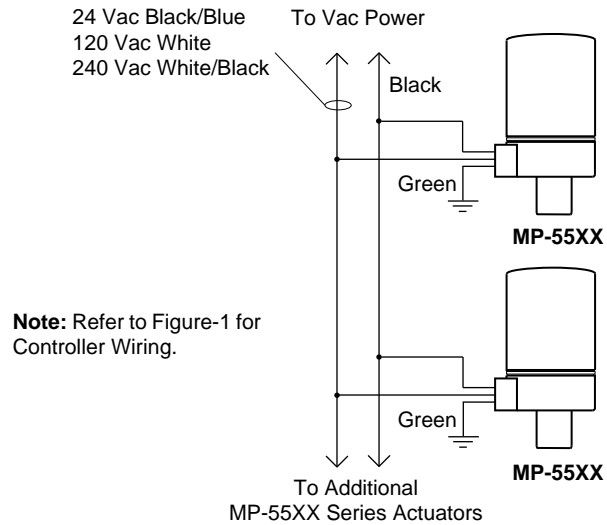 24 Vac Black/Blue
120 Vac White
240 Vac White/Black
To Vac Power
Black
Green
MP-55XX
Note: Refer to Figure-1 for
Controller Wiring.
Green
MP-55XX
To Additional
MP-55XX Series Actuators